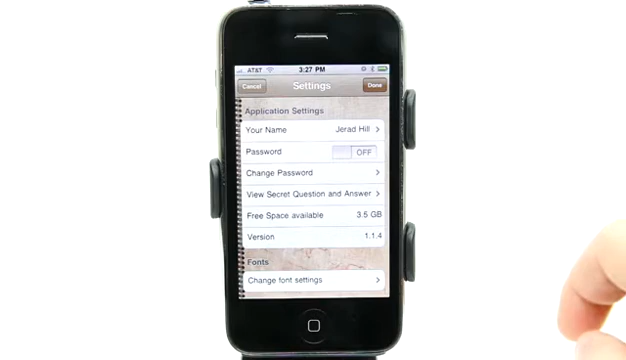 AT&T 3:27 PM
Cancel Settings Done
Application Settings
Your Name Jerad Hill
Password OFF
Change Password
View Secret Question and Answer
Free Space available 3.5 GB
Version 1.1.4
Fonts
Change font settings